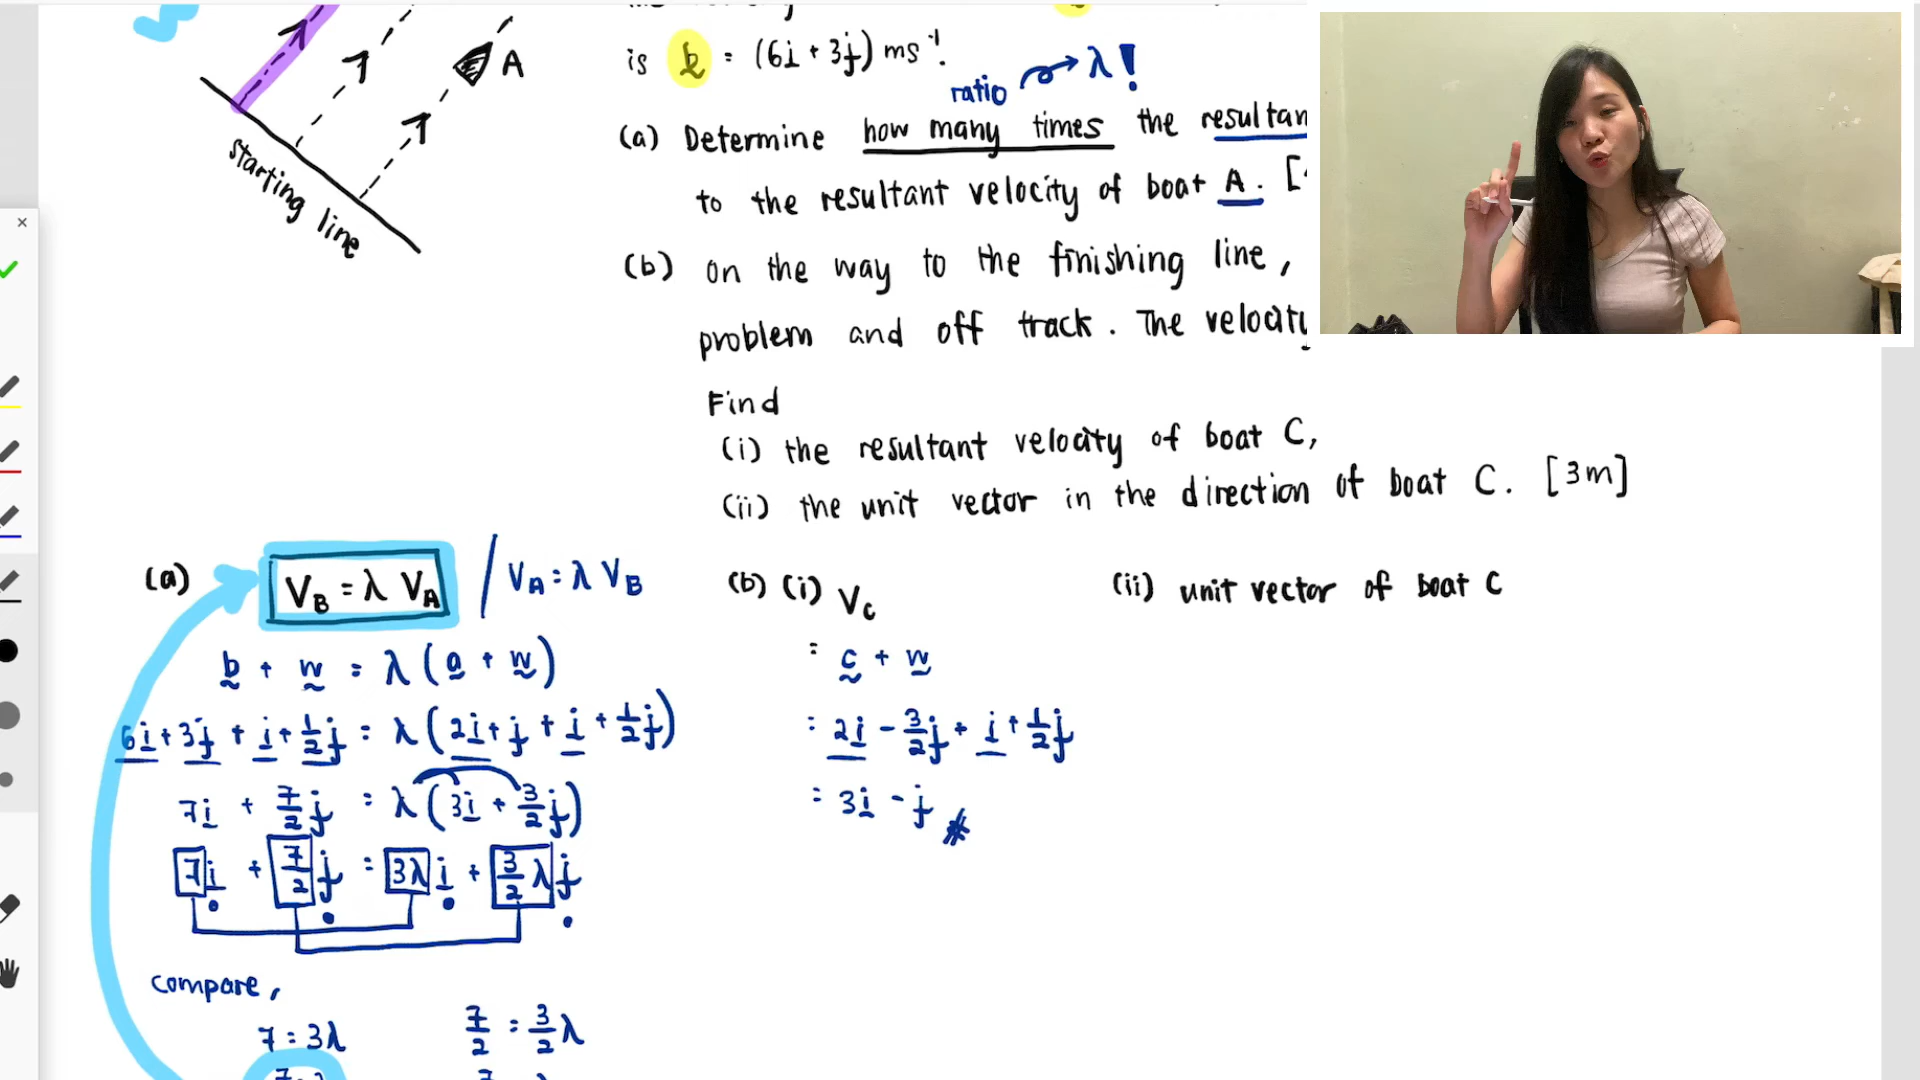 is b = (6i + 3j) ms⁻¹.
ratio → λ!
A
starting line
(a) Determine how many times the resultan
to the resultant velocity of boat A. [
(b) on the way to the finishing line,
problem and off track. The velocity
Find
(i) the resultant velocity of boat C,
(ii) the unit vector in the direction of boat C. [3m]
(a) V_B = λ V_A / V_A = λ V_B
b + w = λ (a + w)
6i + 3j + i + 1/2 j = λ (2i + j + i + 1/2 j)
7i + 7/2 j = λ (3i + 3/2 j)
7i + 7/2 j = 3λ i + 3/2 λ j
compare,
7 = 3λ 7/2 = 3/2 λ
(b) (i) V_C
= c + w
= 2i - 3/2 j + i + 1/2 j
= 3i - j #
(ii) unit vector of boat C